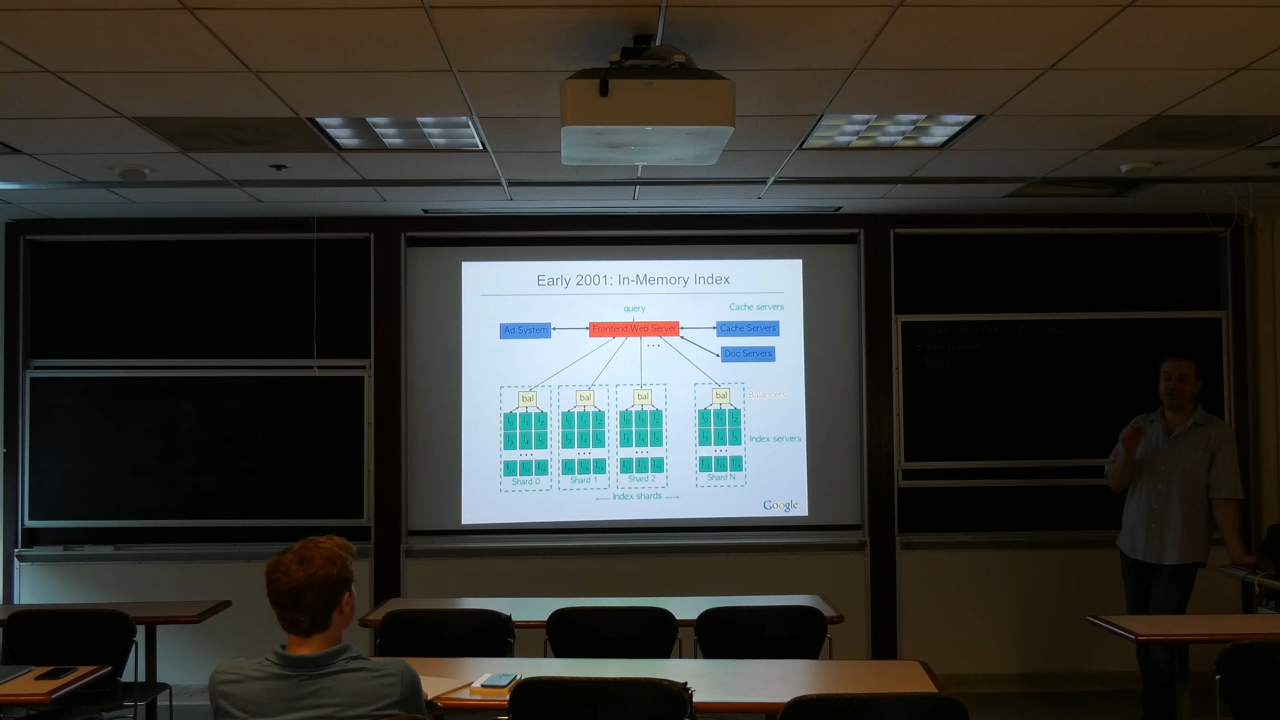 Early 2001: In-Memory Index
query
Cache servers
Ad System
Frontend Web Server
Cache Servers
...
Doc Servers
bal
bal
bal
bal
Balancers
Index servers
... ... ... ...
Shard 0
Shard 1
Shard 2
Shard N
Index shards
Google